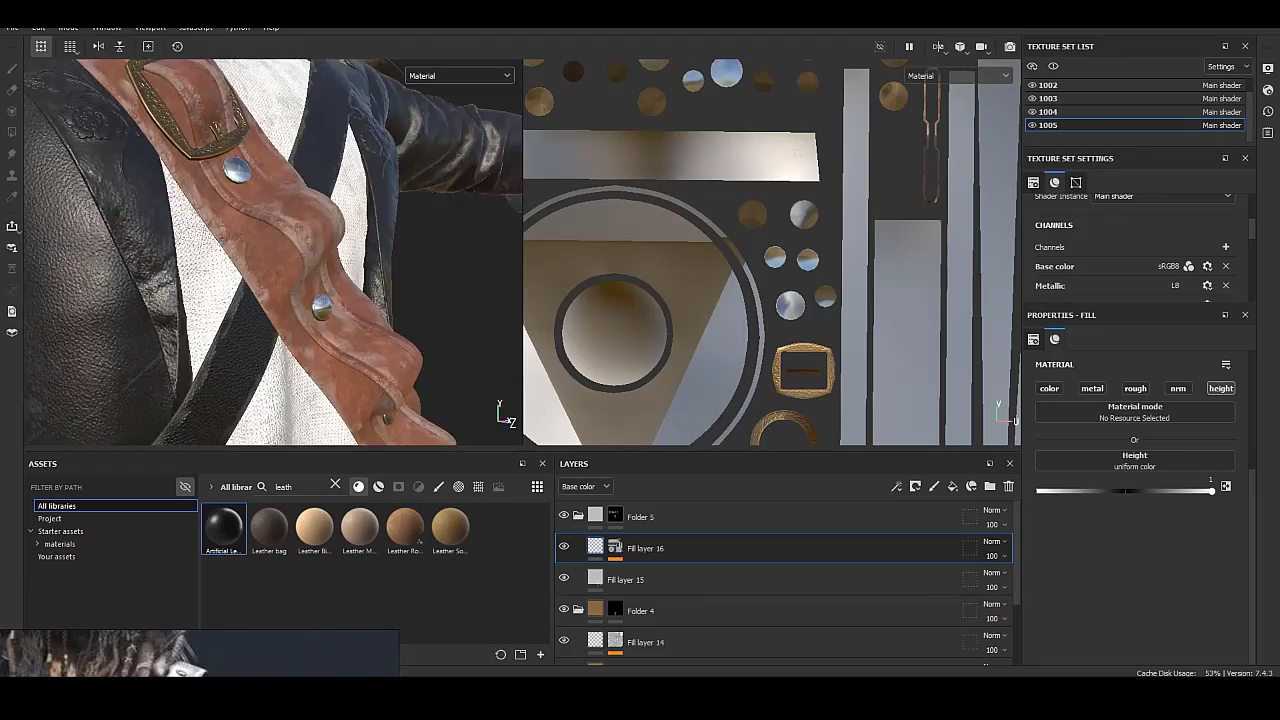 Material
Material
TEXTURE SET LIST
Settings
1002 Main shader
1003 Main shader
1004 Main shader
1005 Main shader
TEXTURE SET SETTINGS
Shader Instance Main shader
CHANNELS
Channels
Base color sRGB8
Metallic L8
PROPERTIES - FILL
MATERIAL
color metal rough nrm height
Material mode
No Resource Selected
Or
Height
uniform color
1
Y
Z
V
U
ASSETS
FILTER BY PATH
All librar leath
All libraries
Project
Starter assets
materials
Your assets
Artificial Le...
Leather bag
Leather Bi...
Leather M...
Leather Ro...
Leather So...
LAYERS
Base color
Folder 5 Norm 100
Fill layer 16 Norm 100
Fill layer 15 Norm 100
Folder 4 Norm 100
Fill layer 14 Norm 100
Cache Disk Usage: 53% | Version: 7.4.3